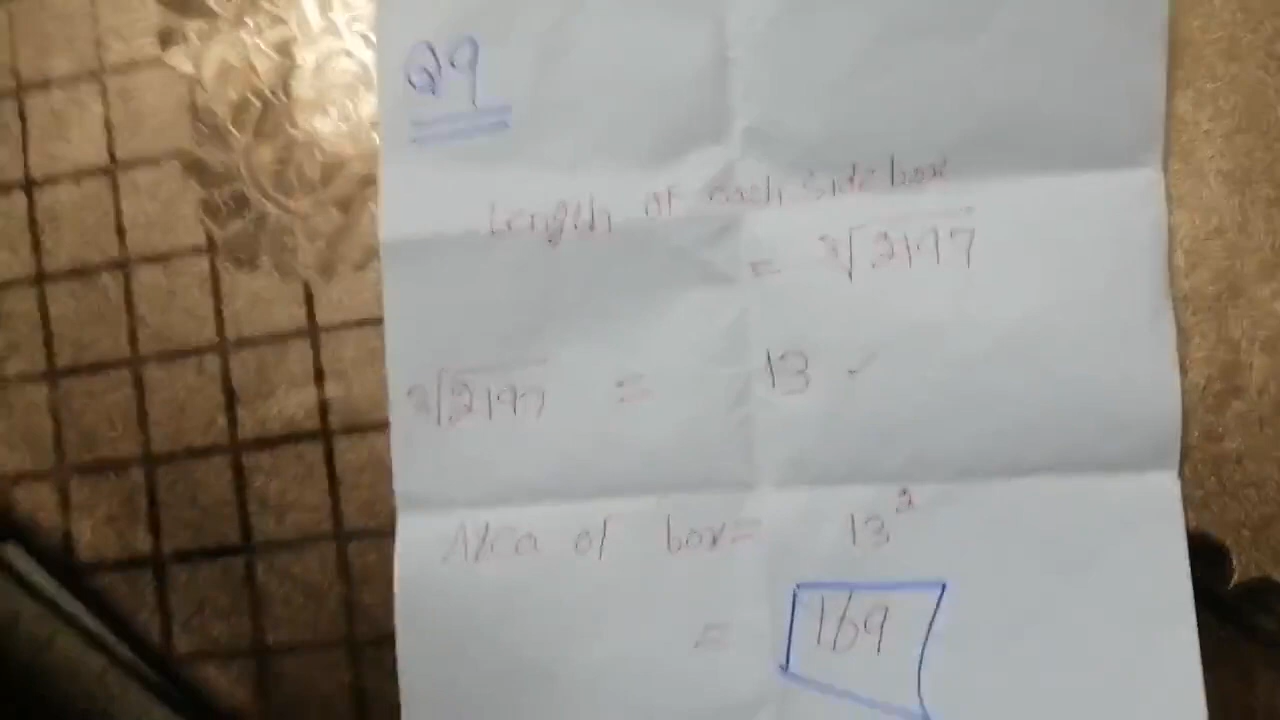 Q9
Length of each side box
= ∛2197
∛2197 = 13 ✓
Area of box = 13²
= 169